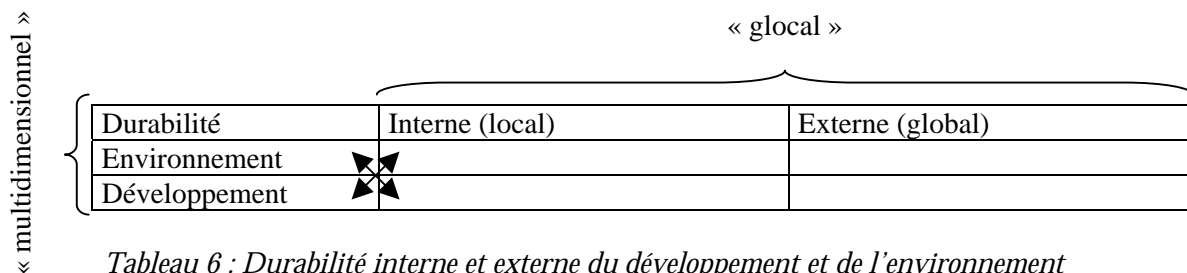 « multidimensionnel »
« glocal »
Durabilité Interne (local) Externe (global)
Environnement
Développement
Tableau 6 : Durabilité interne et externe du développement et de l'environnement